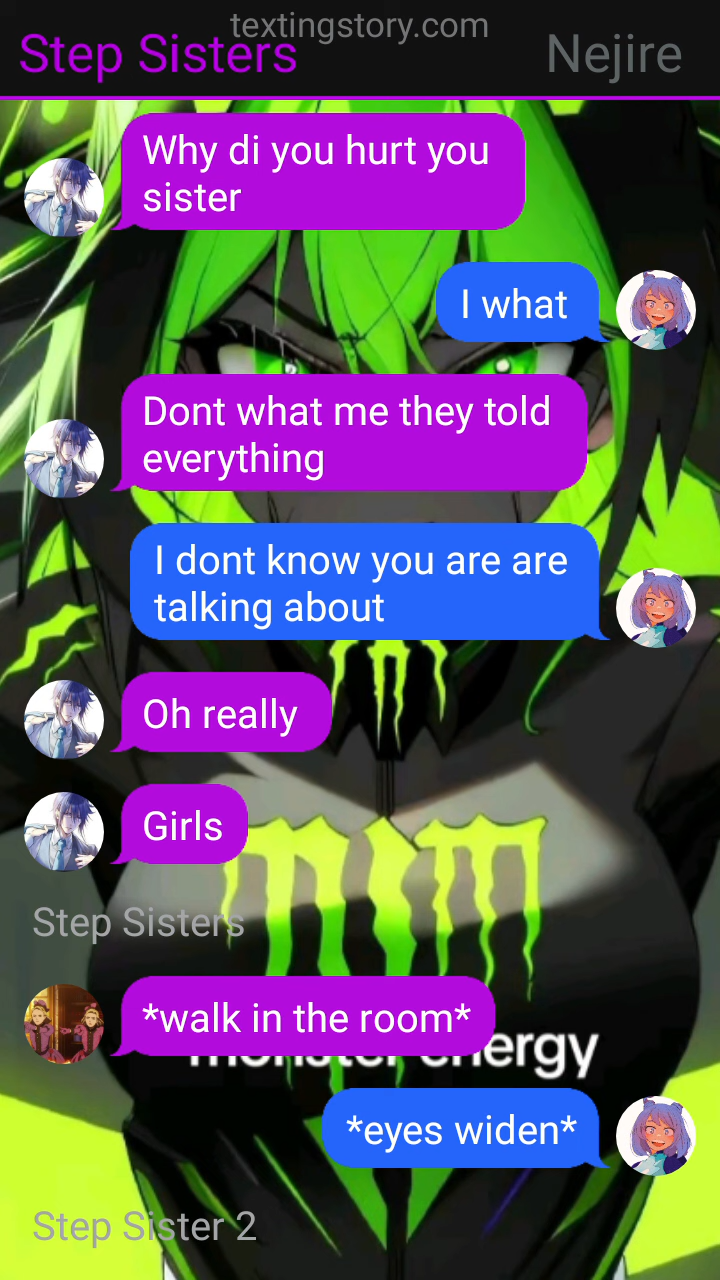 textingstory.com
Step Sisters
Nejire
Why di you hurt you
sister
I what
Dont what me they told
everything
I dont know you are are
talking about
Oh really
Girls
Step Sisters
*walk in the room*
monster energy
*eyes widen*
Step Sister 2